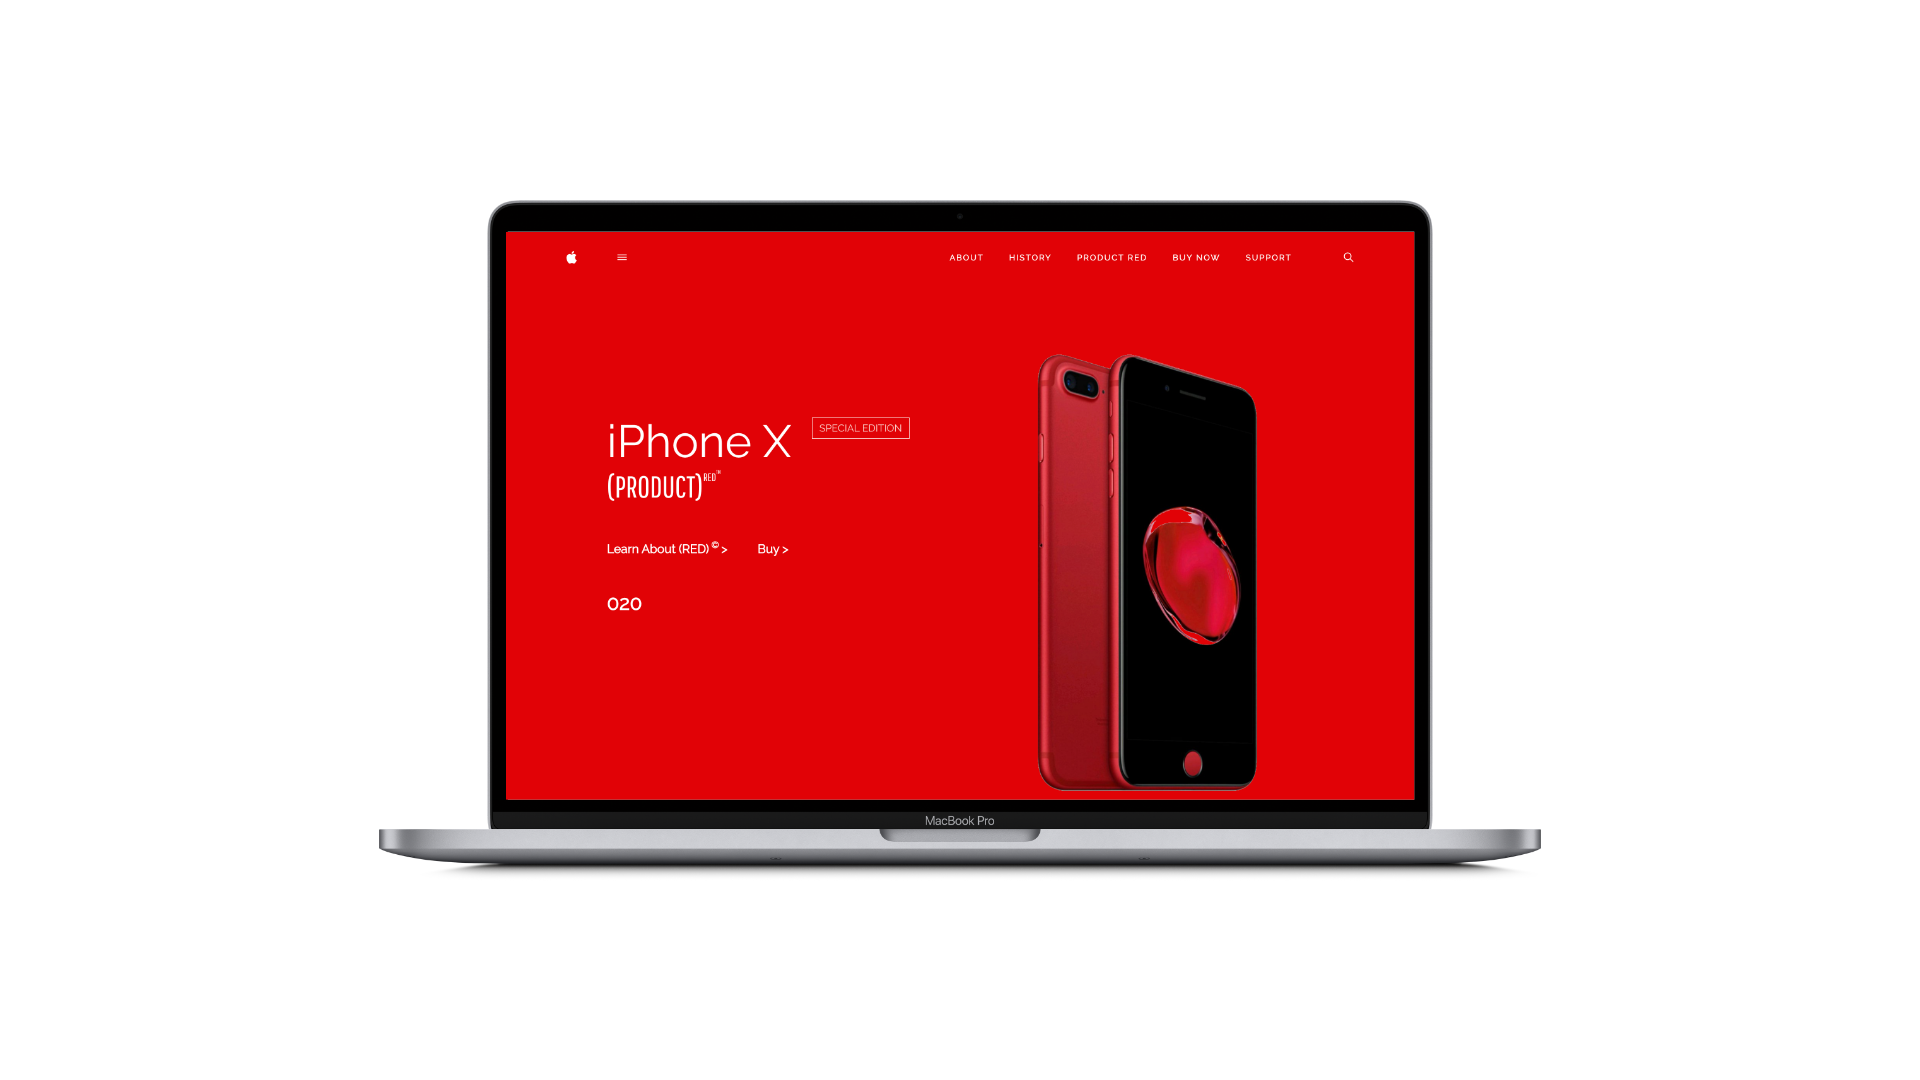 ABOUT HISTORY PRODUCT RED BUY NOW SUPPORT
iPhone X SPECIAL EDITION
(PRODUCT)RED™
Learn About (RED) © > Buy >
020
MacBook Pro